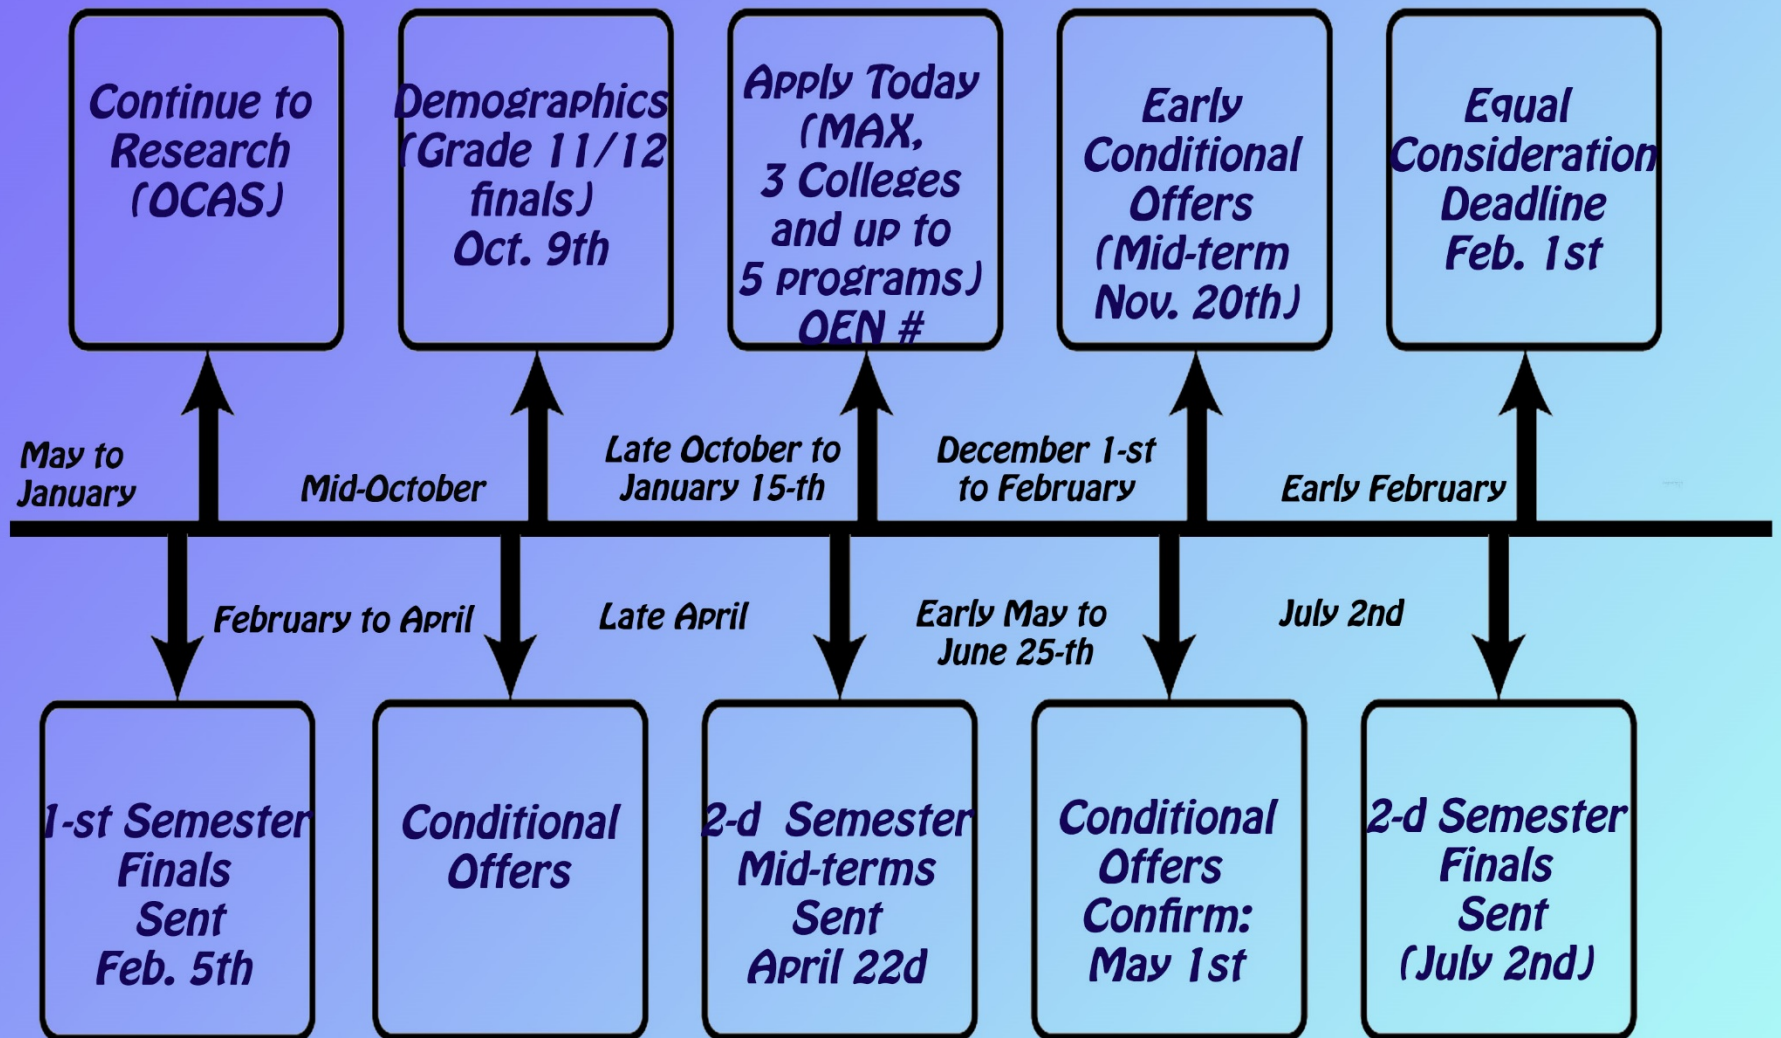 Continue to
Research
(OCAS)
Demographics
(Grade 11/12
finals)
Oct. 9th
Apply Today
(MAX,
3 Colleges
and up to
5 programs)
OEN #
Early
Conditional
Offers
(Mid-term
Nov. 20th)
Equal
Consideration
Deadline
Feb. 1st
May to
January
Mid-October
Late October to
January 15-th
December 1-st
to February
Early February
February to April
Late April
Early May to
June 25-th
July 2nd
1-st Semester
Finals
Sent
Feb. 5th
Conditional
Offers
2-d Semester
Mid-terms
Sent
April 22d
Conditional
Offers
Confirm:
May 1st
2-d Semester
Finals
Sent
(July 2nd)